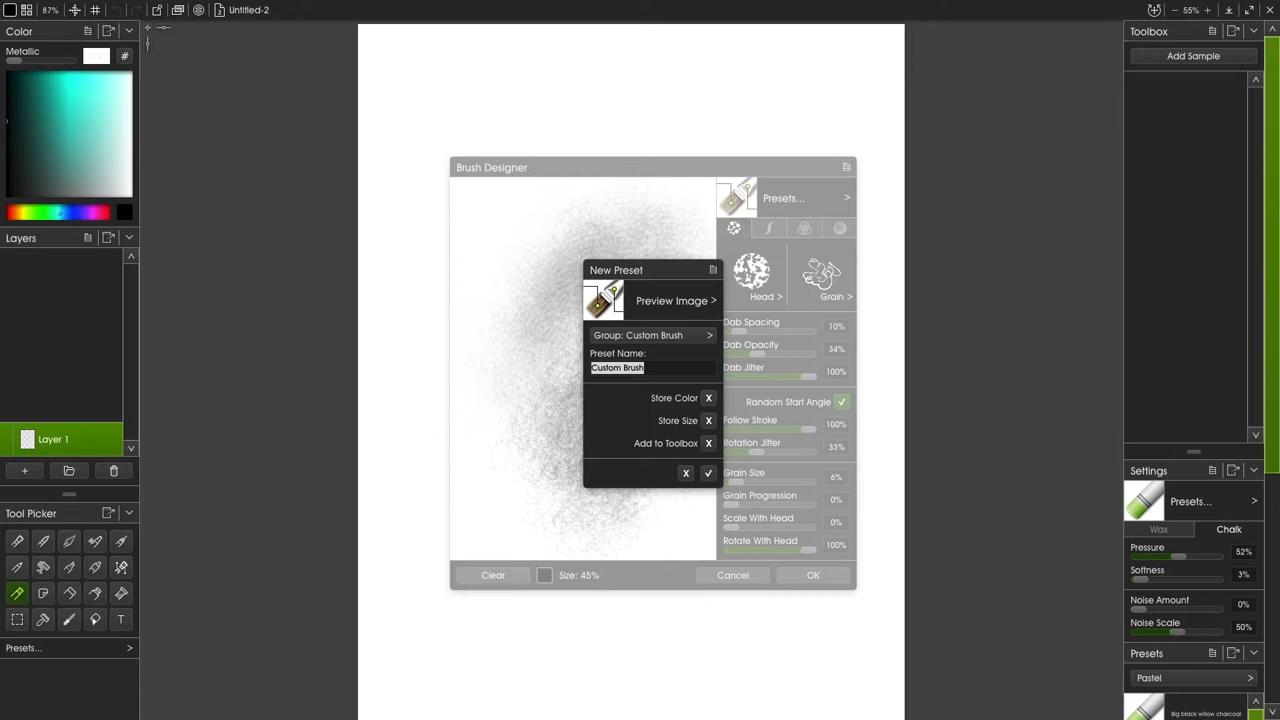 87%
Untitled-2
55%
Color
Metallic
#
Layers
Layer 1
Tool Picker
T
Presets... >
Brush Designer
Presets... >
Head >
Grain >
Dab Spacing
10%
Dab Opacity
34%
Dab Jitter
100%
Random Start Angle
Follow Stroke
100%
Rotation Jitter
33%
Grain Size
6%
Grain Progression
0%
Scale With Head
0%
Rotate With Head
100%
Clear
Size: 45%
Cancel
OK
New Preset
Preview Image >
Group: Custom Brush >
Preset Name:
Custom Brush
Store Color X
Store Size X
Add to Toolbox X
X
Toolbox
Add Sample
Settings
Presets... >
Wax
Chalk
Pressure
52%
Softness
3%
Noise Amount
0%
Noise Scale
50%
Presets
Pastel >
Big black willow charcoal